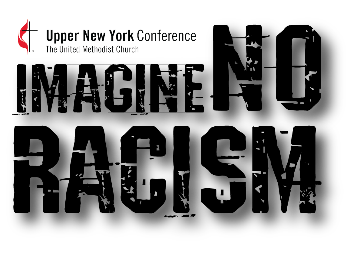 Upper New York Conference
The United Methodist Church
IMAGINE NO
RACISM